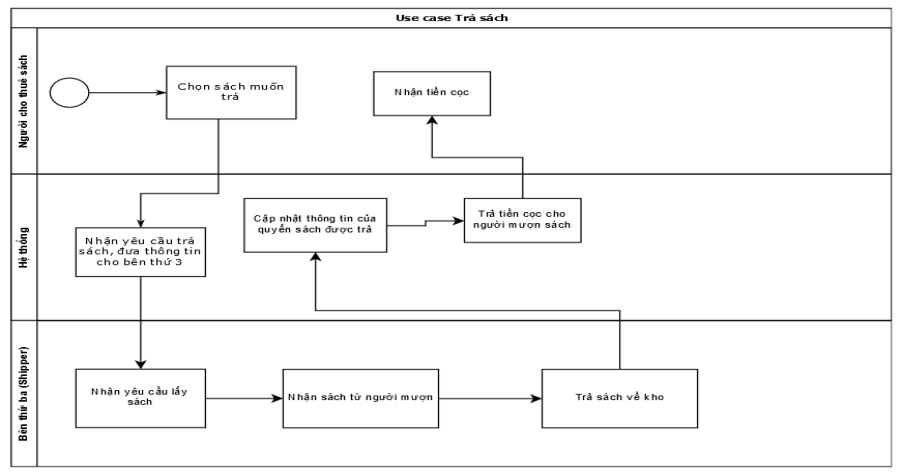 Use case Trả sách
Người cho thuê sách
Chọn sách muốn
trả
Nhận tiền cọc
Hệ thống
Nhận yêu cầu trả
sách, đưa thông tin
cho bên thứ 3
Cập nhật thông tin của
quyển sách được trả
Trả tiền cọc cho
người mượn sách
Bên thứ ba (Shipper)
Nhận yêu cầu lấy
sách
Nhận sách từ người mượn
Trả sách về kho